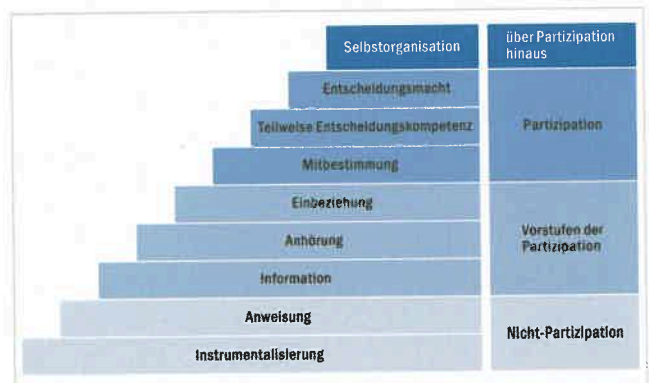 Selbstorganisation
über Partizipation
hinaus
Entscheidungsmacht
Teilweise Entscheidungskompetenz
Mitbestimmung
Partizipation
Einbeziehung
Anhörung
Information
Vorstufen der
Partizipation
Anweisung
Instrumentalisierung
Nicht-Partizipation